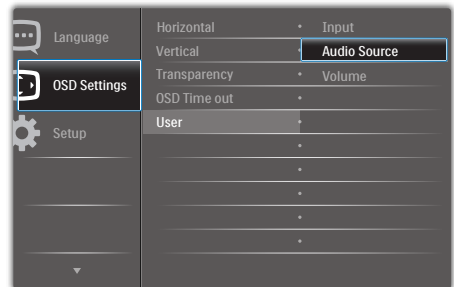 Language
OSD Settings
Setup
Horizontal
Vertical
Transparency
OSD Time out
User
Input
Audio Source
Volume